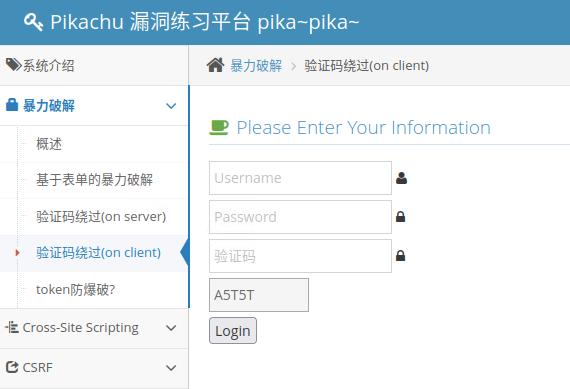 Pikachu 漏洞练习平台 pika~pika~
系统介绍
暴力破解
概述
基于表单的暴力破解
验证码绕过(on server)
验证码绕过(on client)
token防爆破?
Cross-Site Scripting
CSRF
暴力破解 > 验证码绕过(on client)
Please Enter Your Information
Username
Password
验证码
A5T5T
Login